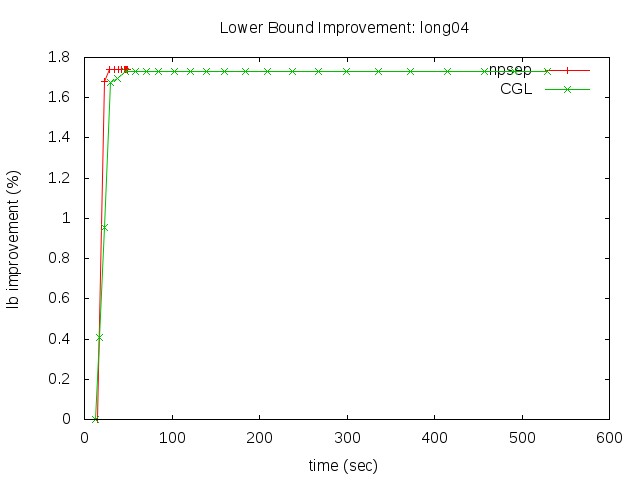 Lower Bound Improvement: long04
1.8
1.6
1.4
1.2
1
0.8
0.6
0.4
0.2
0
0 100 200 300 400 500 600
lb improvement (%)
time (sec)
npsep
CGL